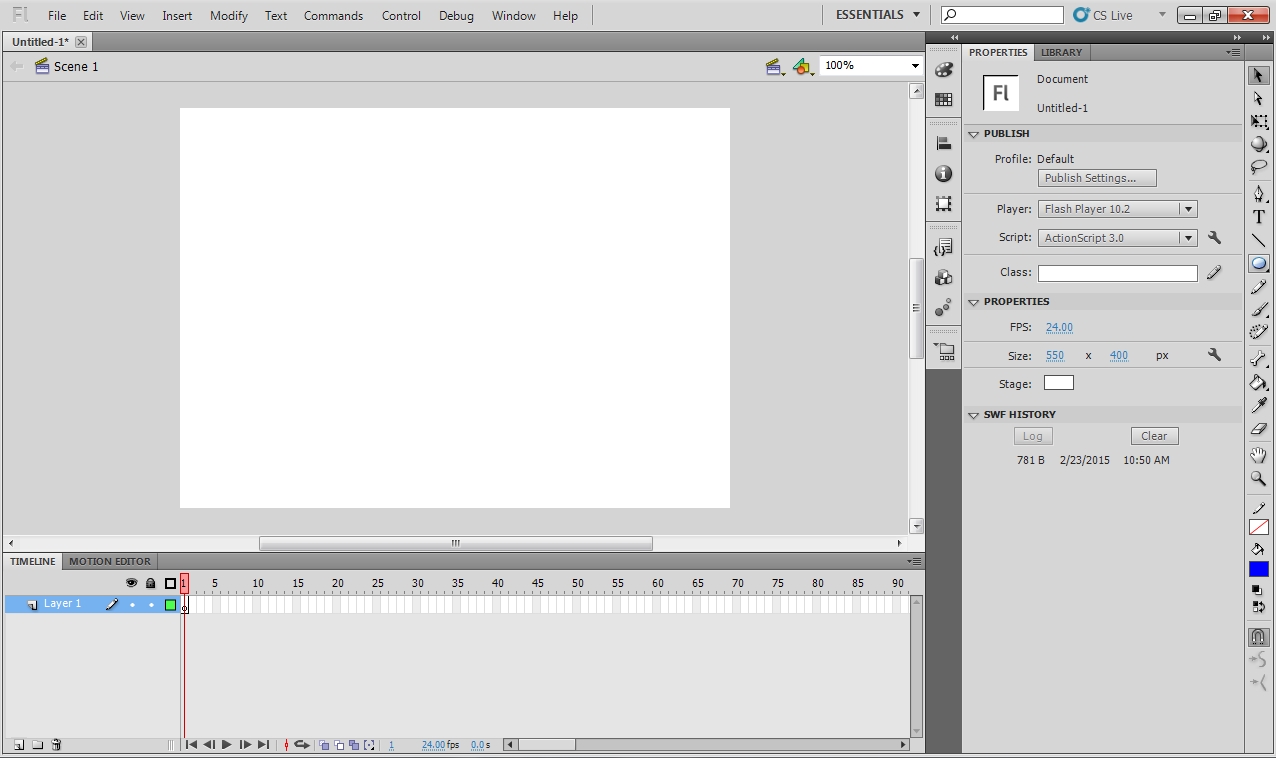 Fl File Edit View Insert Modify Text Commands Control Debug Window Help ESSENTIALS CS Live
Untitled-1*
Scene 1 100%
PROPERTIES LIBRARY
Fl
Document
Untitled-1
PUBLISH
Profile: Default
Publish Settings...
Player: Flash Player 10.2
Script: ActionScript 3.0
Class:
PROPERTIES
FPS: 24.00
Size: 550 x 400 px
Stage:
SWF HISTORY
Log Clear
781 B 2/23/2015 10:50 AM
T
TIMELINE MOTION EDITOR
1 5 10 15 20 25 30 35 40 45 50 55 60 65 70 75 80 85 90
Layer 1
1 24.00 fps 0.0 s